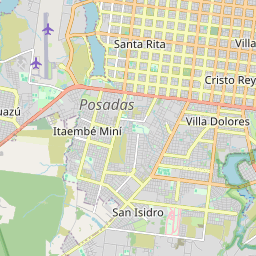 Santa Rita
Villa
Cristo Rey
Posadas
uazú
Villa Dolores
Itaembé Miní
San Isidro